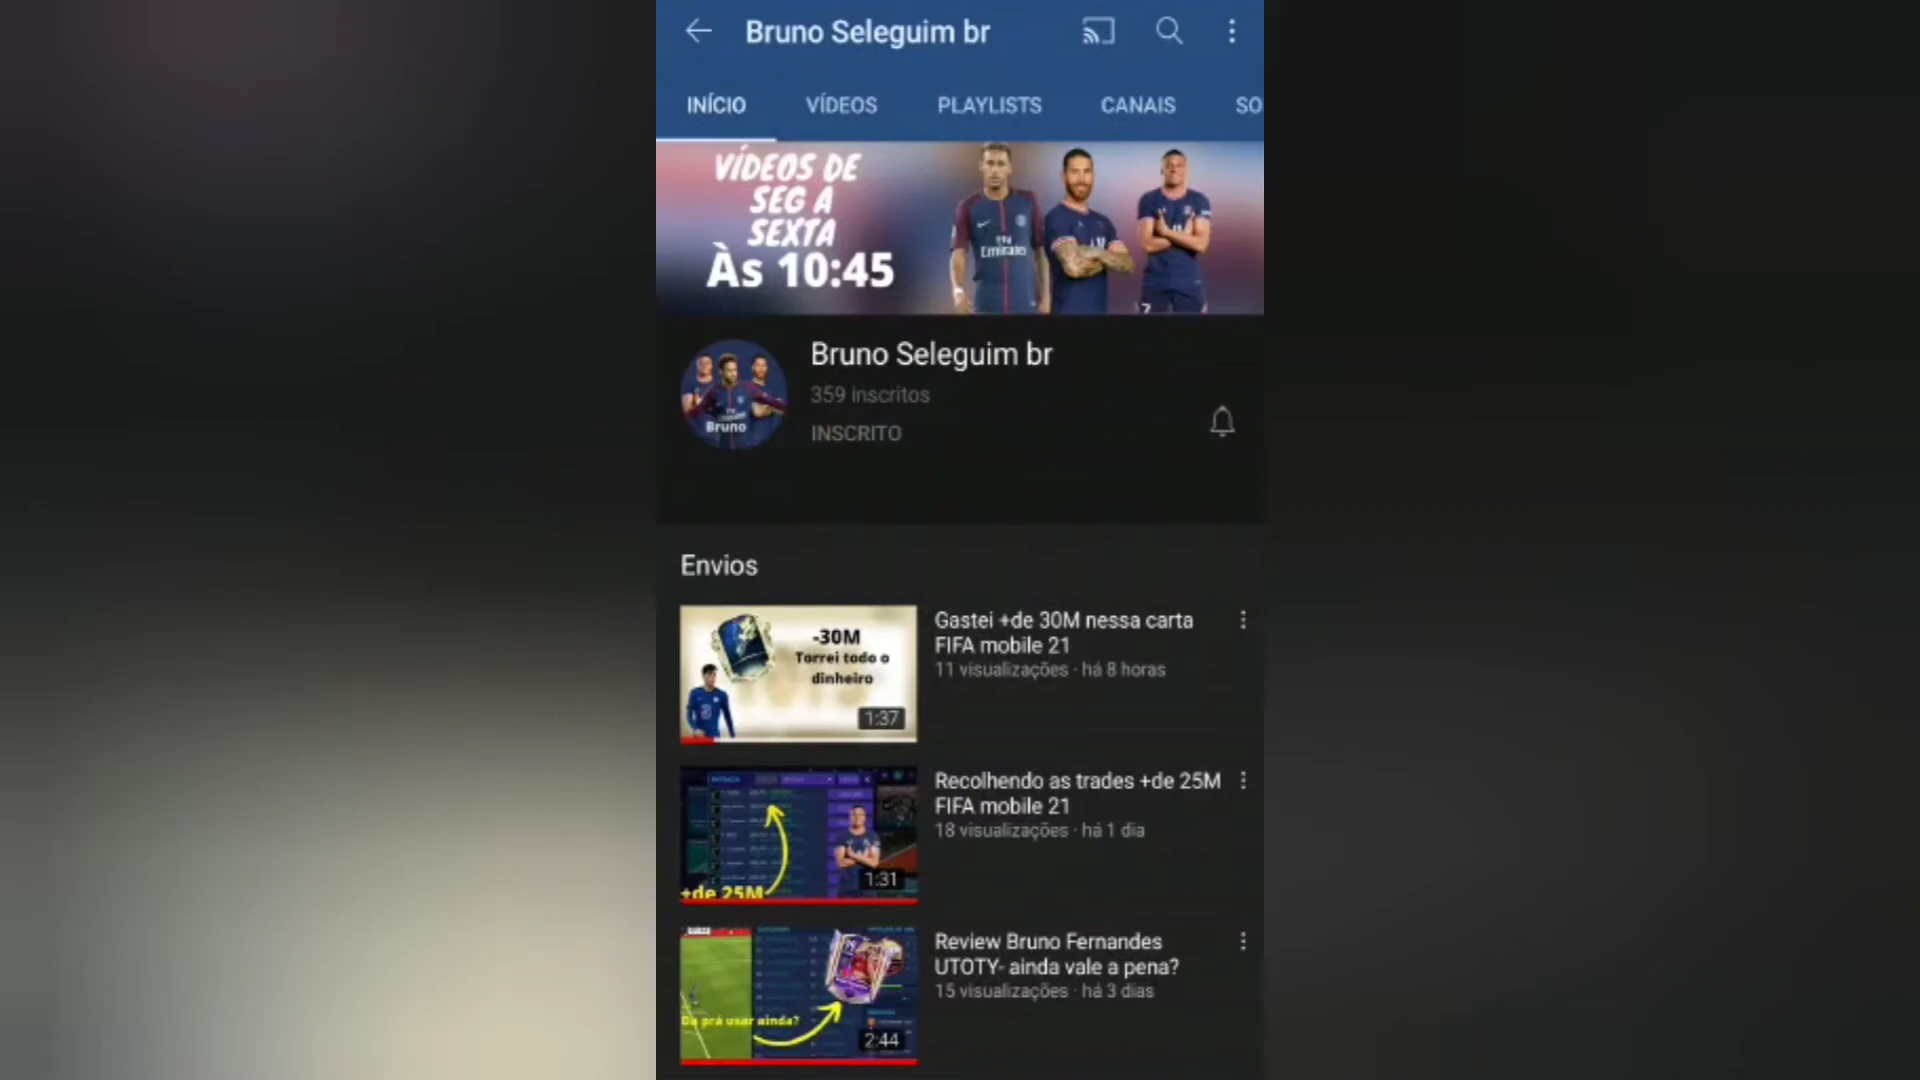 Bruno Seleguim br
INÍCIO VÍDEOS PLAYLISTS CANAIS SO
VÍDEOS DE
SEG Á
SEXTA
Às 10:45
Fly
Emirates
7
Bruno Seleguim br
359 inscritos
INSCRITO
Bruno
Envios
-30M
Torrei todo o
dinheiro
1:37
Gastei +de 30M nessa carta
FIFA mobile 21
11 visualizações · há 8 horas
+de 25M
1:31
Recolhendo as trades +de 25M
FIFA mobile 21
18 visualizações · há 1 dia
Da prá usar ainda?
2:44
Review Bruno Fernandes
UTOTY- ainda vale a pena?
15 visualizações · há 3 dias